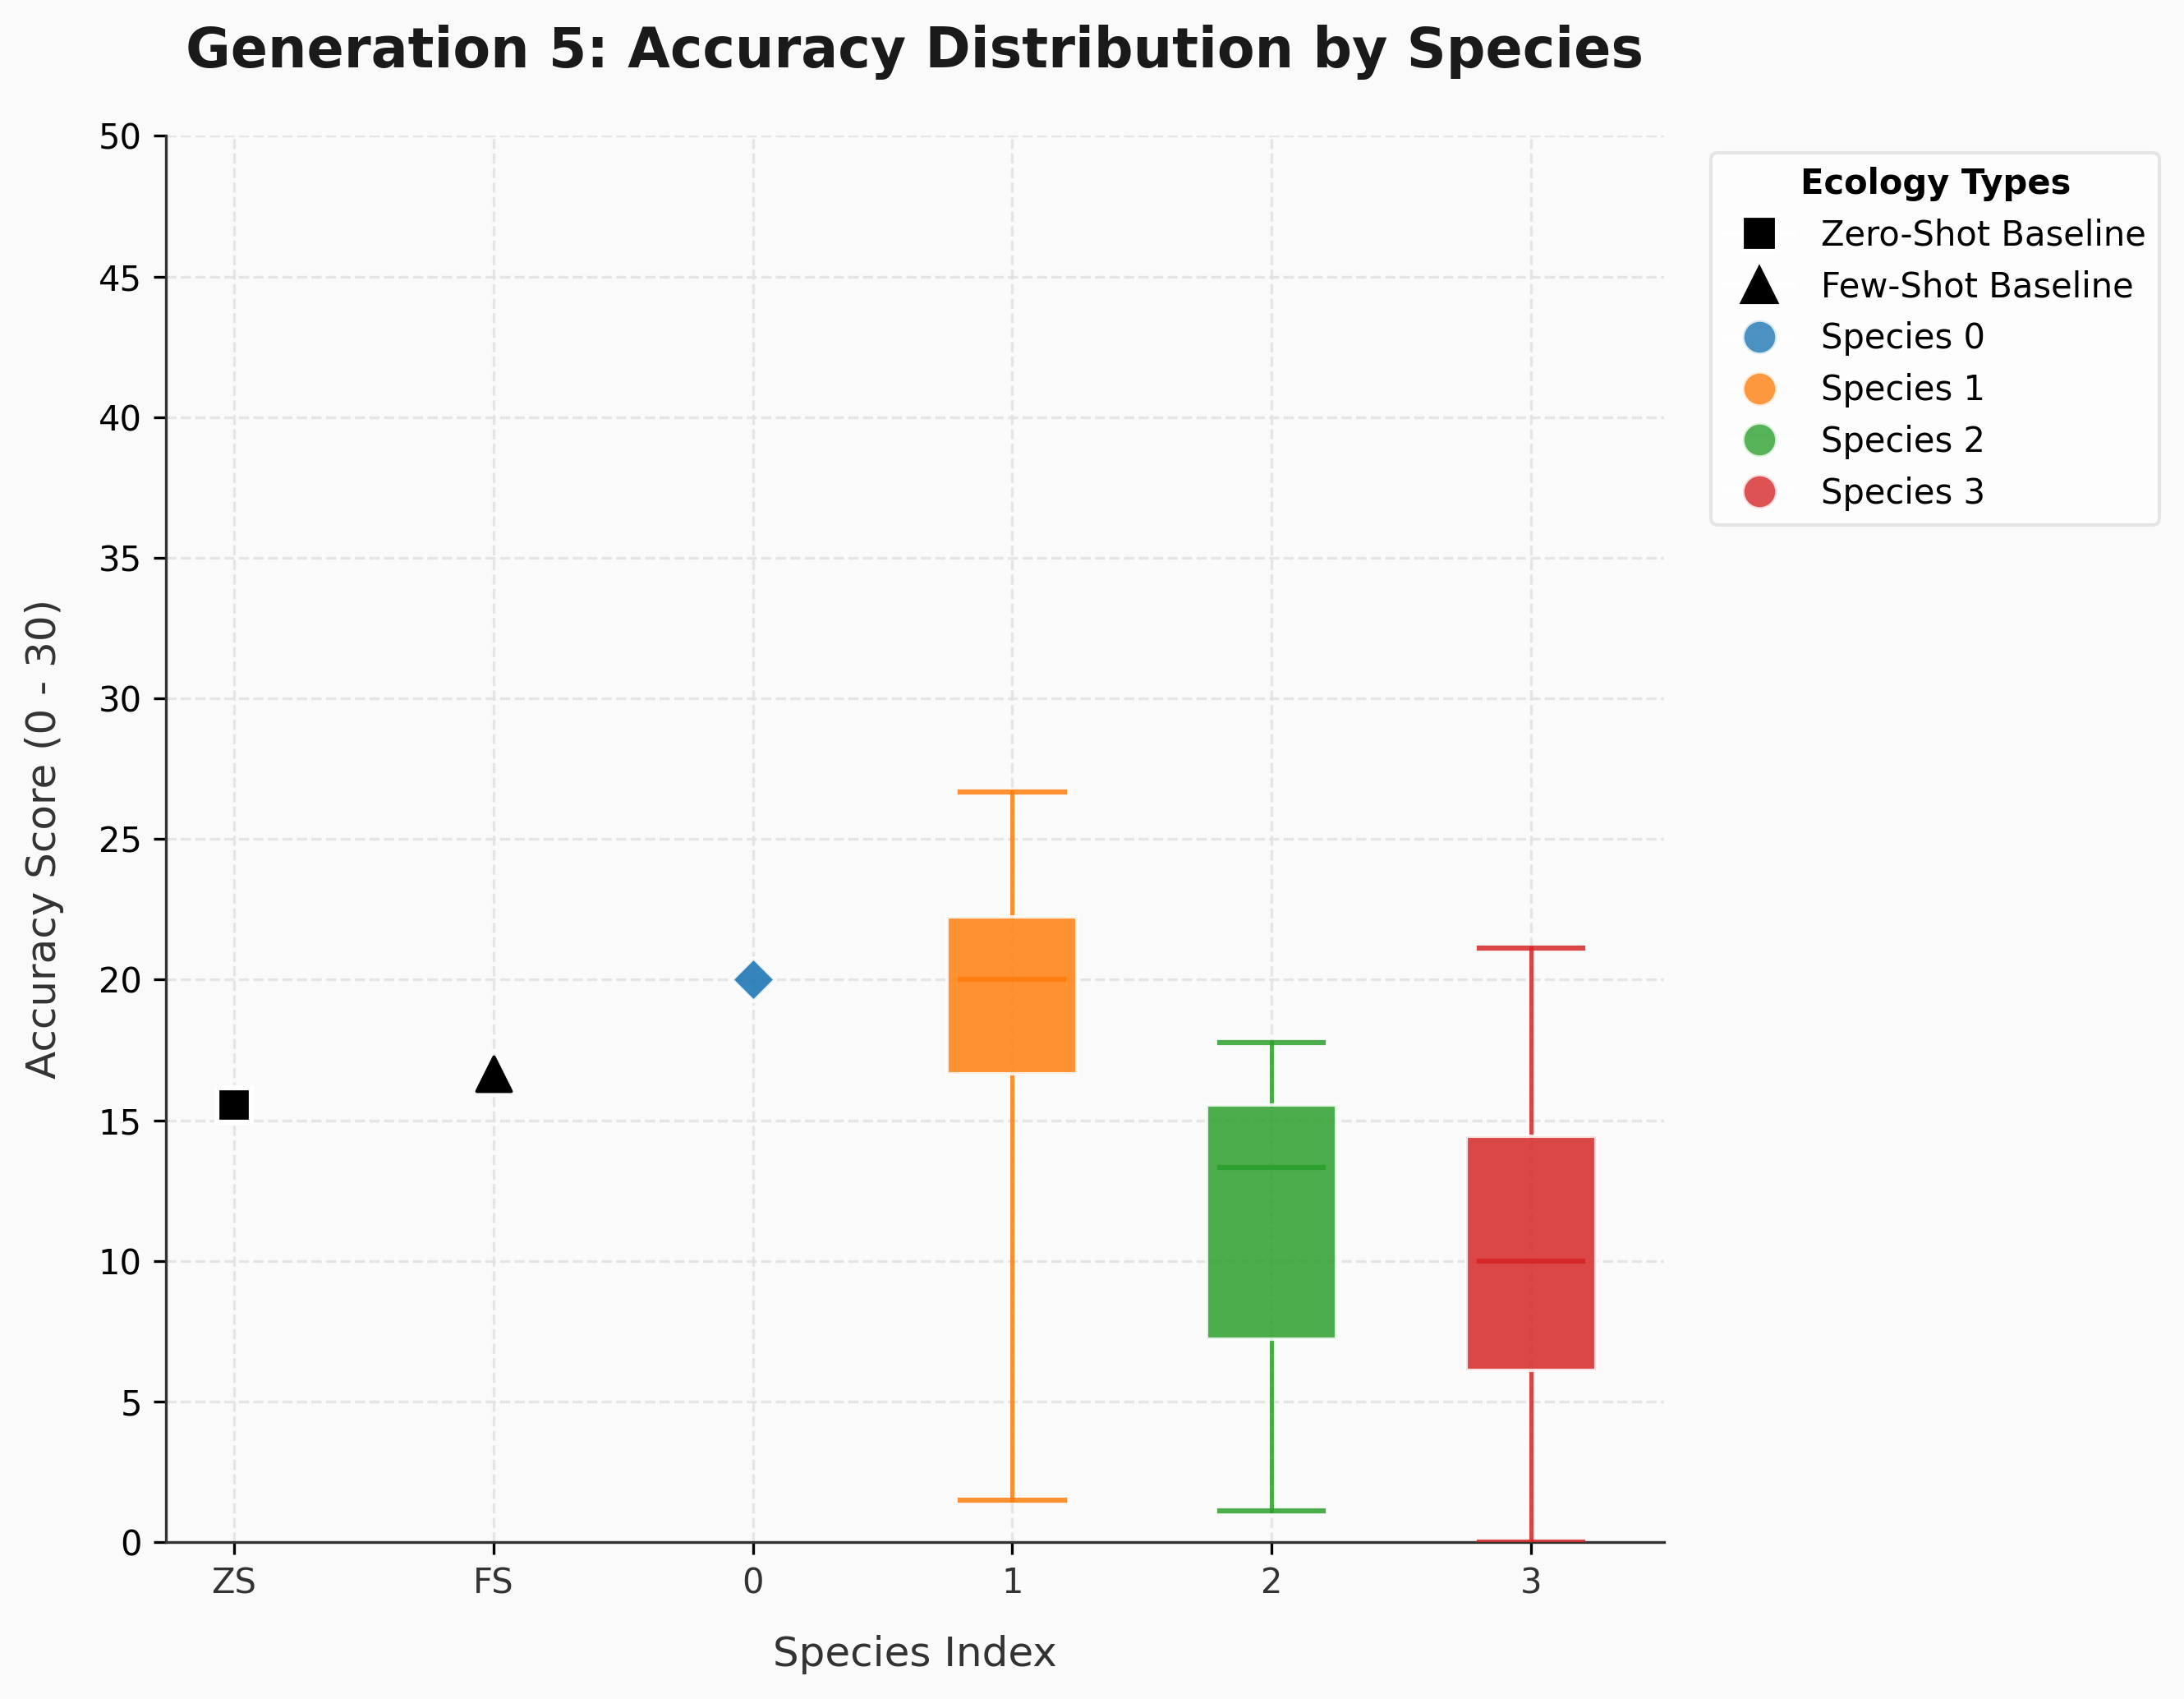 Generation 5: Accuracy Distribution by Species
Accuracy Score (0 - 30)
50
45
40
35
30
25
20
15
10
5
0
ZS
FS
0
1
2
3
Species Index
Ecology Types
Zero-Shot Baseline
Few-Shot Baseline
Species 0
Species 1
Species 2
Species 3